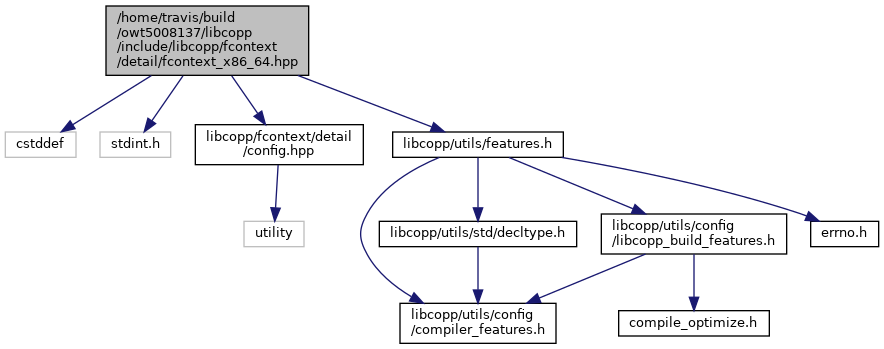 /home/travis/build
/owt5008137/libcopp
/include/libcopp/fcontext
/detail/fcontext_x86_64.hpp
cstddef
stdint.h
libcopp/fcontext/detail
/config.hpp
libcopp/utils/features.h
utility
libcopp/utils/std/decltype.h
libcopp/utils/config
/libcopp_build_features.h
errno.h
libcopp/utils/config
/compiler_features.h
compile_optimize.h